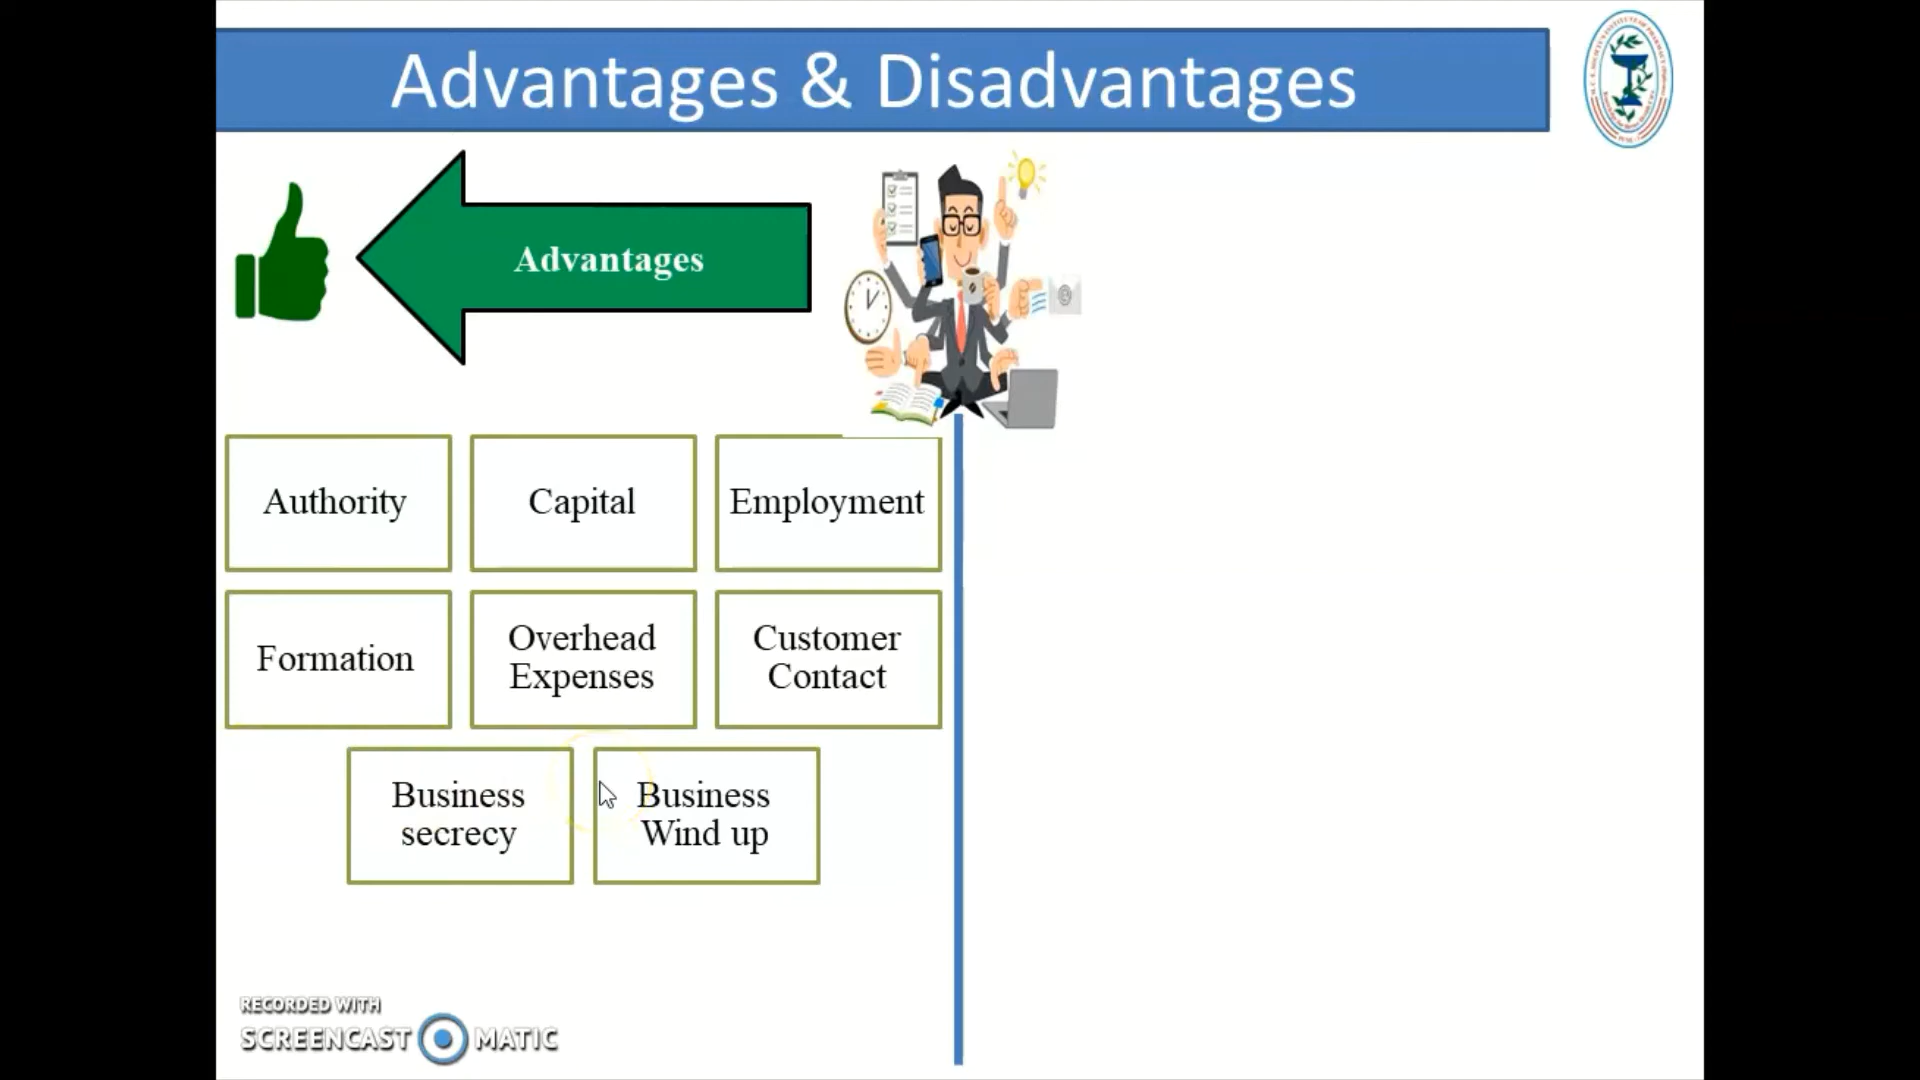 Advantages & Disadvantages
Advantages
Authority
Capital
Employment
Formation
Overhead
Expenses
Customer
Contact
Business
secrecy
Business
Wind up
RECORDED WITH
SCREENCAST MATIC